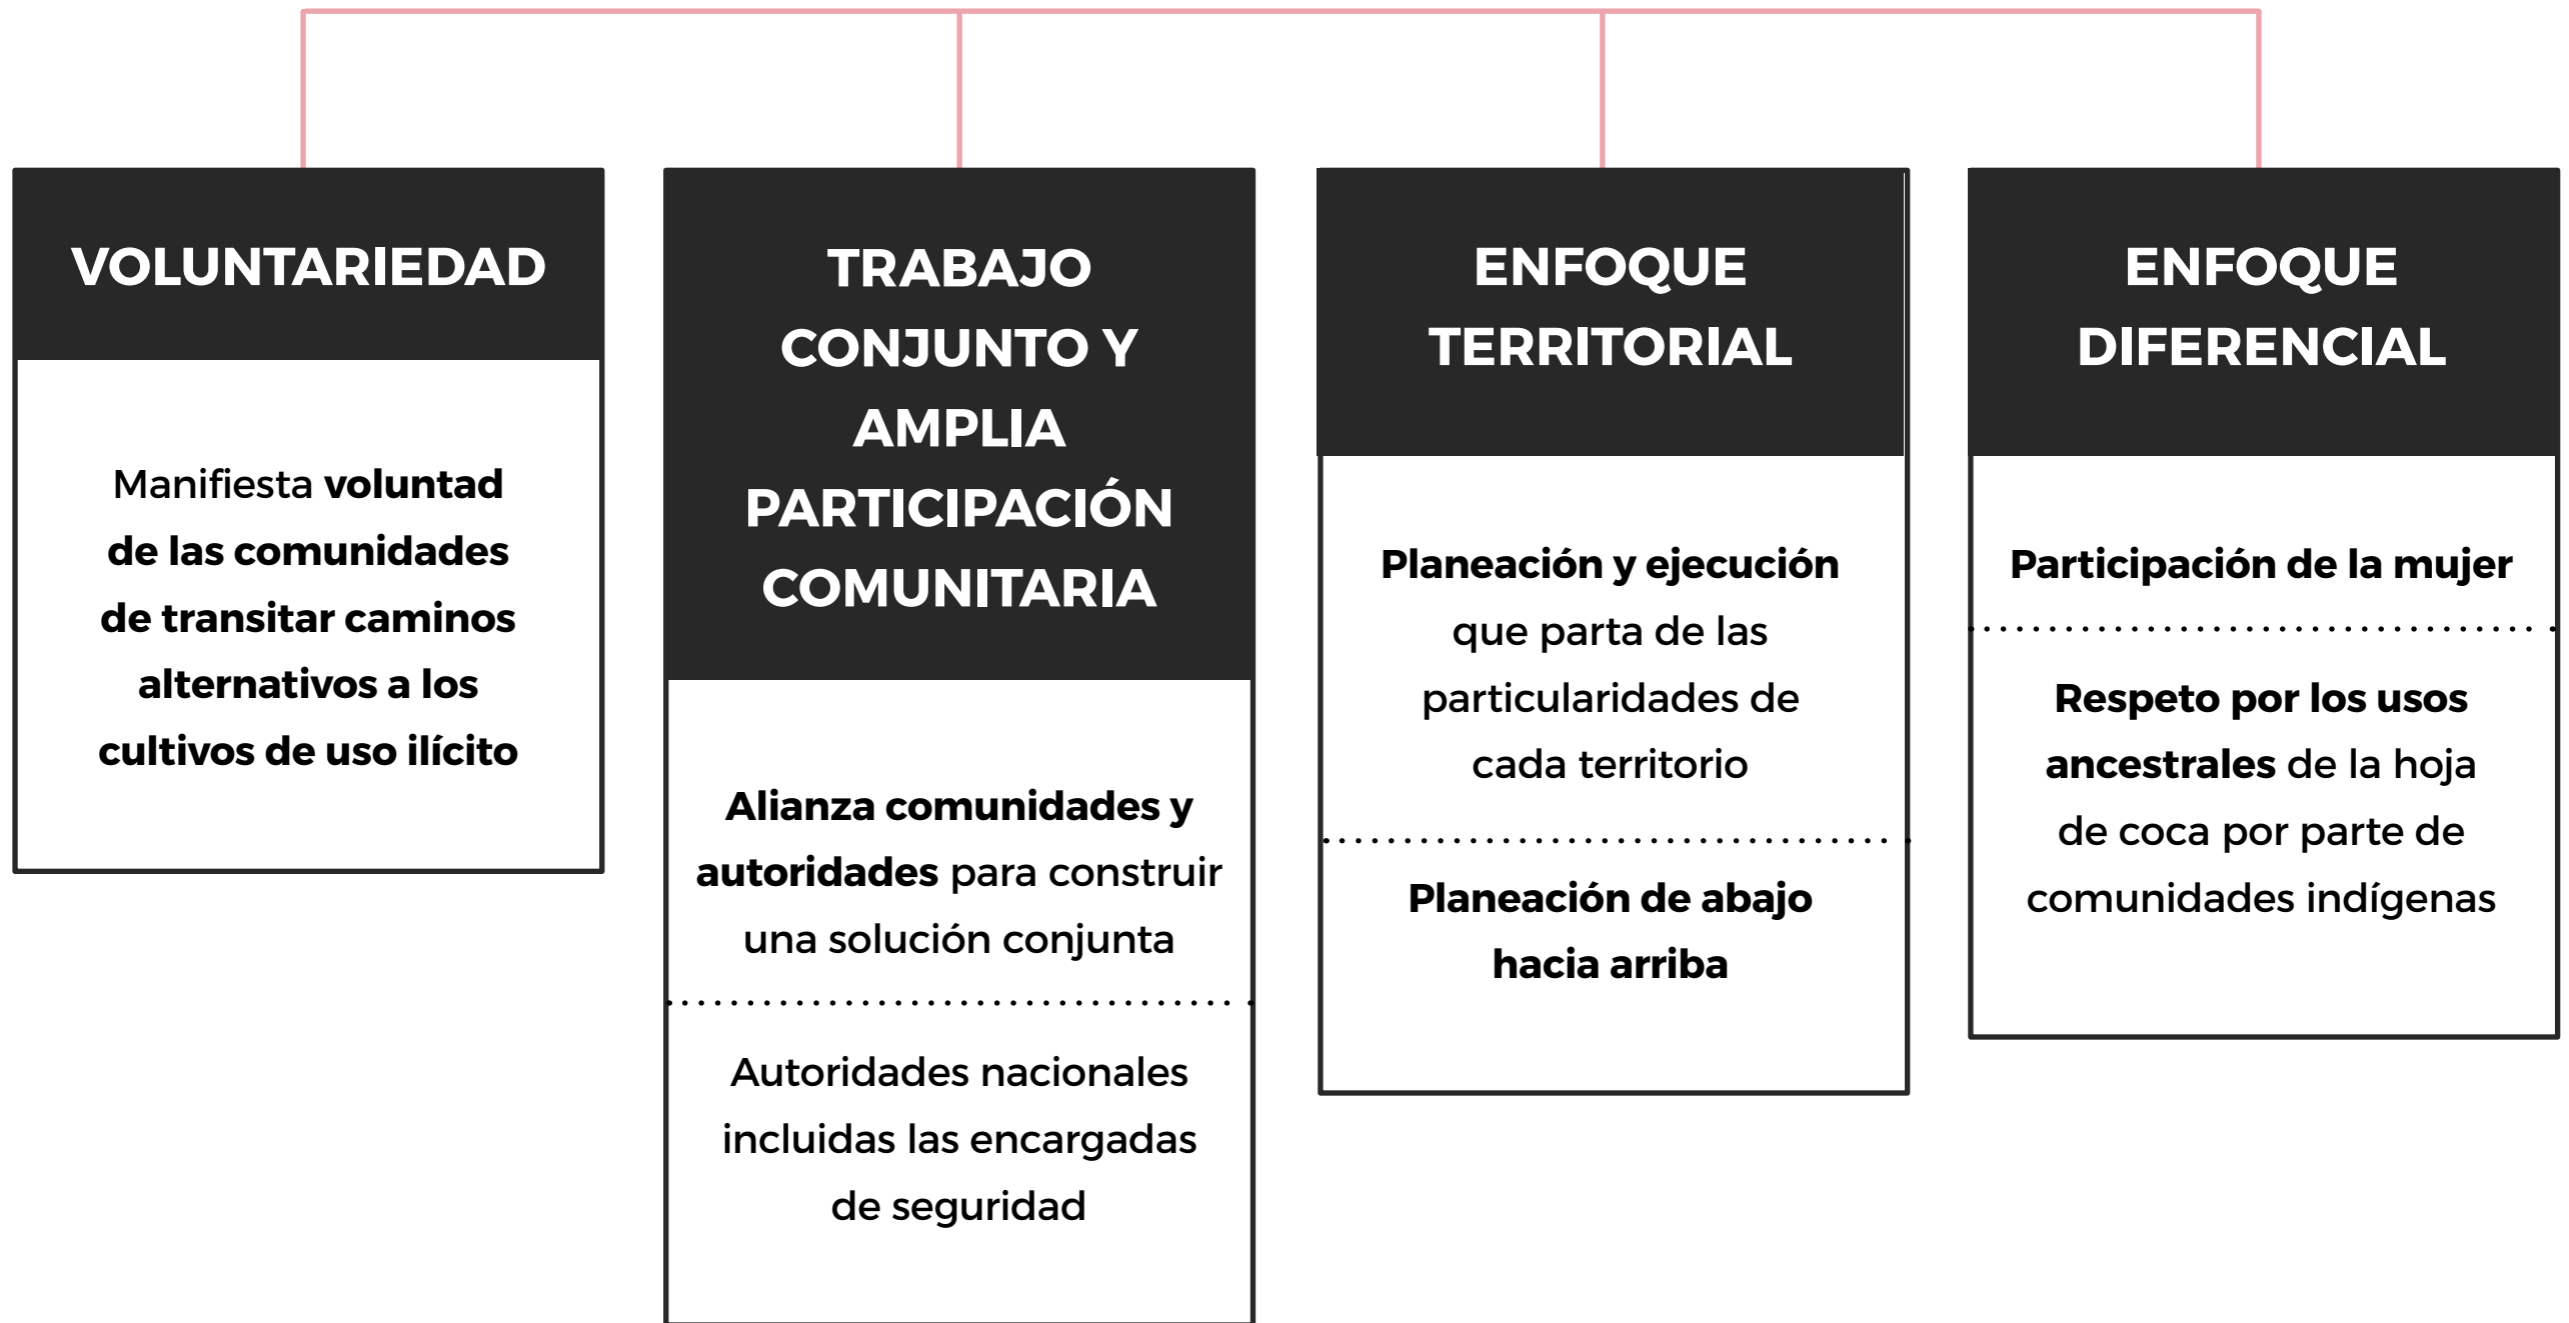 VOLUNTARIEDAD
Manifiesta voluntad
de las comunidades
de transitar caminos
alternativos a los
cultivos de uso ilícito
TRABAJO
CONJUNTO Y
AMPLIA
PARTICIPACIÓN
COMUNITARIA
Alianza comunidades y
autoridades para construir
una solución conjunta
Autoridades nacionales
incluidas las encargadas
de seguridad
ENFOQUE
TERRITORIAL
Planeación y ejecución
que parta de las
particularidades de
cada territorio
Planeación de abajo
hacia arriba
ENFOQUE
DIFERENCIAL
Participación de la mujer
Respeto por los usos
ancestrales de la hoja
de coca por parte de
comunidades indígenas